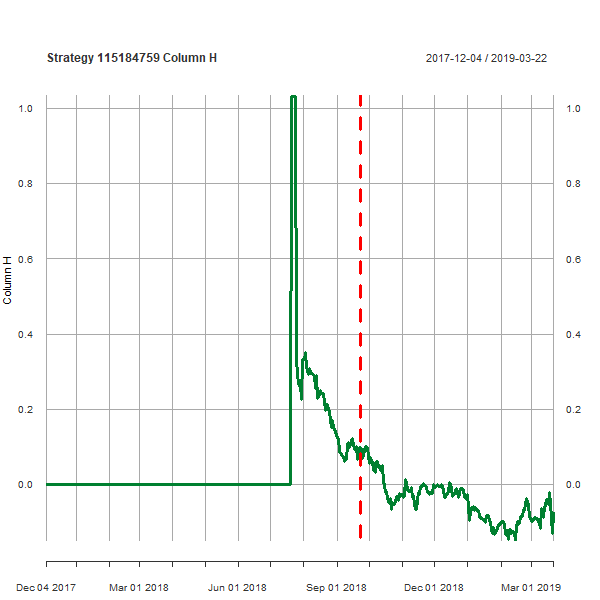 Strategy 115184759 Column H
2017-12-04 / 2019-03-22
1.0
1.0
0.8
0.8
0.6
0.6
Column H
0.4
0.4
0.2
0.2
0.0
0.0
Dec 04 2017
Mar 01 2018
Jun 01 2018
Sep 01 2018
Dec 01 2018
Mar 01 2019